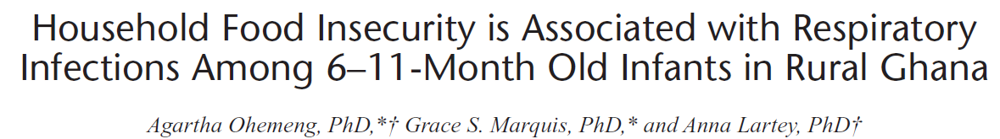 Household Food Insecurity is Associated with Respiratory
Infections Among 6–11-Month Old Infants in Rural Ghana
Agartha Ohemeng, PhD,*† Grace S. Marquis, PhD,* and Anna Lartey, PhD†